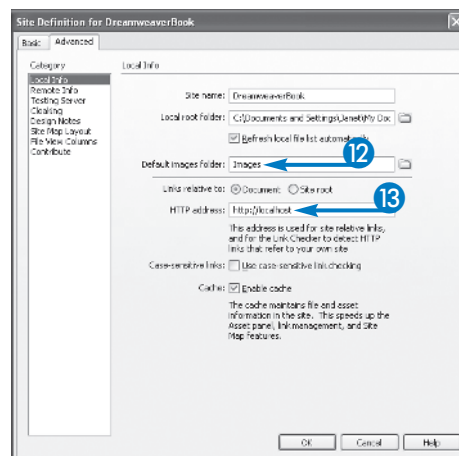 Site Definition for DreamweaverBook
Basic Advanced
Category
Local Info
Local Info
Remote Info
Testing Server
Cloaking
Design Notes
Site Map Layout
File View Columns
Contribute
Site name: DreamweaverBook
Local root folder: C:\Documents and Settings\Janet\My Doc
Refresh local file list automatically
12
Default images folder: Images
Links relative to: Document Site root
13
HTTP address: http://localhost
This address is used for site relative links,
and for the Link Checker to detect HTTP
links that refer to your own site
Case-sensitive links: Use case-sensitive link checking
Cache: Enable cache
The cache maintains file and asset
information in the site. This speeds up the
Asset panel, link management, and Site
Map features.
OK Cancel Help